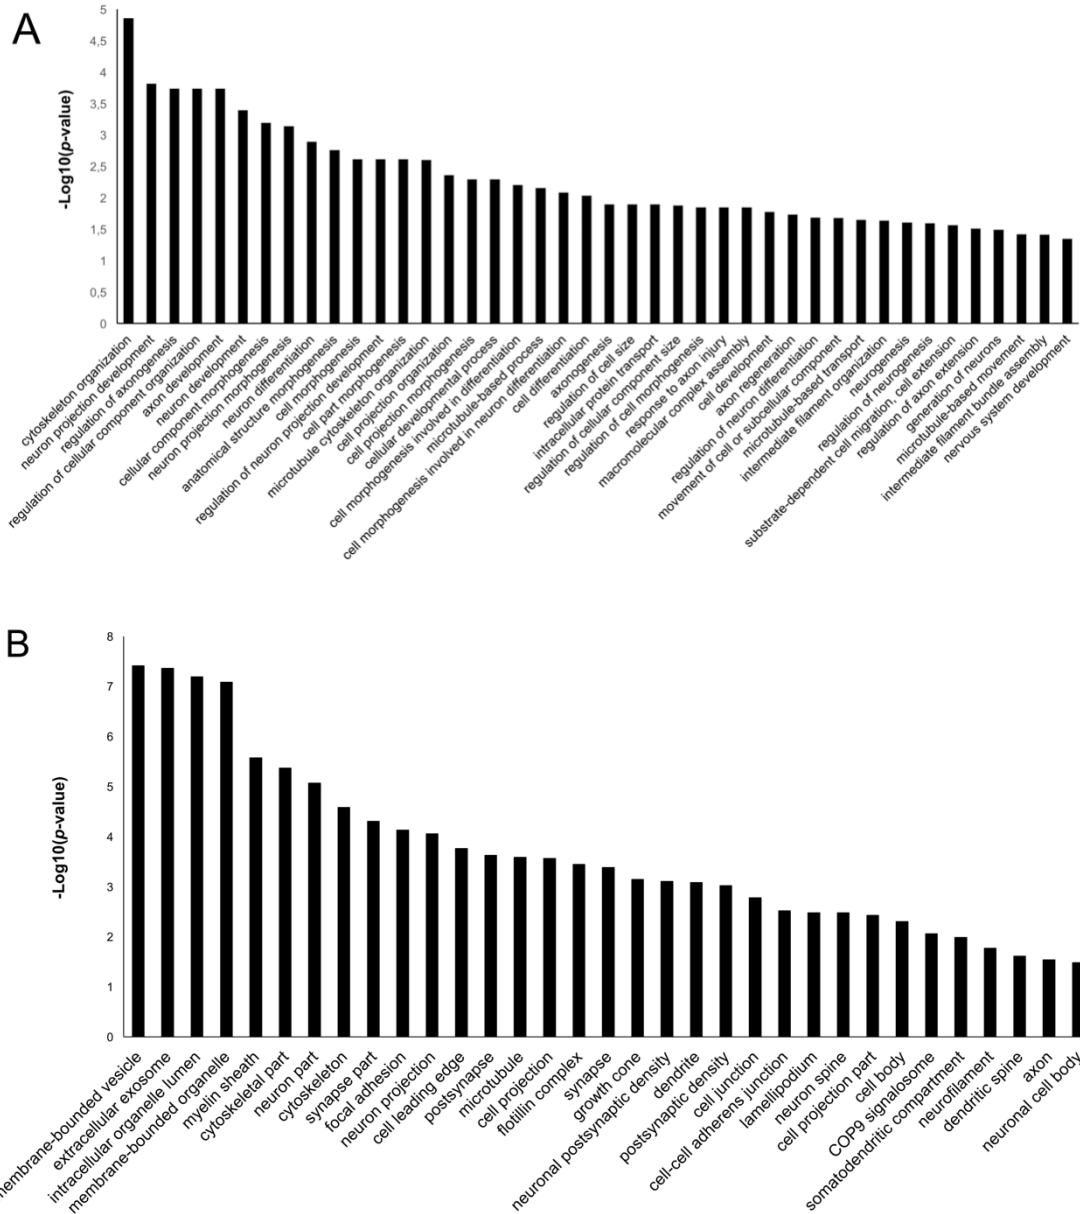 A
-Log10(p-value)
5
4,5
4
3,5
3
2,5
2
1,5
1
0,5
0
cytoskeleton organization
neuron projection development
regulation of axonogenesis
regulation of cellular component organization
axon development
neuron development
cellular component morphogenesis
neuron projection morphogenesis
neuron differentiation
anatomical structure morphogenesis
cell morphogenesis
regulation of neuron projection development
cell part morphogenesis
microtubule cytoskeleton organization
cell projection organization
cell projection morphogenesis
cellular developmental process
cell morphogenesis involved in differentiation
microtubule-based process
cell morphogenesis involved in neuron differentiation
cell differentiation
axonogenesis
regulation of cell size
intracellular protein transport
regulation of cellular component size
regulation of cell morphogenesis
response to axon injury
macromolecular complex assembly
cell development
axon regeneration
regulation of neuron differentiation
movement of cell or subcellular component
microtubule-based transport
intermediate filament organization
regulation of neurogenesis
substrate-dependent cell migration, cell extension
regulation of axon extension
generation of neurons
microtubule-based movement
intermediate filament bundle assembly
nervous system development
B
-Log10(p-value)
8
7
6
5
4
3
2
1
0
membrane-bounded vesicle
extracellular exosome
intracellular organelle lumen
membrane-bounded organelle
myelin sheath
cytoskeletal part
neuron part
cytoskeleton
synapse part
focal adhesion
neuron projection
cell leading edge
postsynapse
microtubule
cell projection
flotillin complex
synapse
growth cone
neuronal postsynaptic density
dendrite
postsynaptic density
cell junction
cell-cell adherens junction
lamellipodium
neuron spine
cell projection part
cell body
COP9 signalosome
somatodendritic compartment
neurofilament
dendritic spine
axon
neuronal cell body